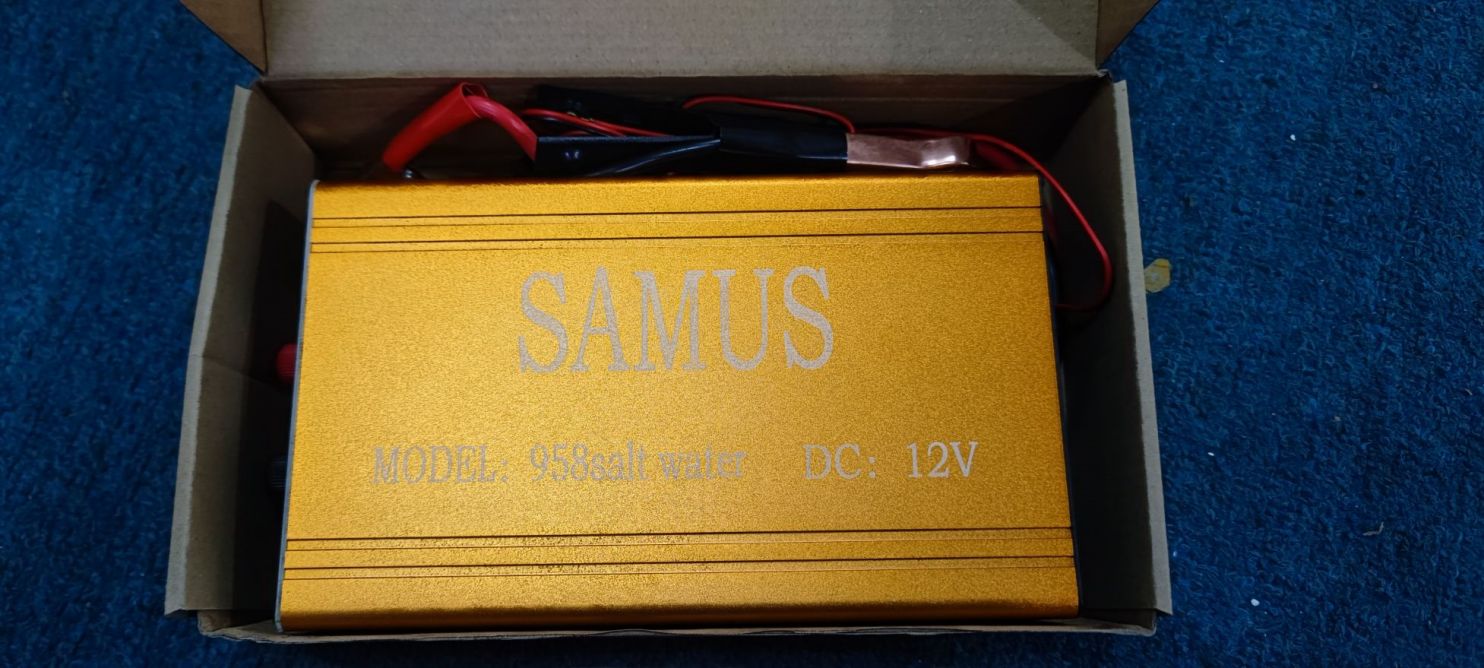 SAMUS
MODEL: 958salt water DC: 12V